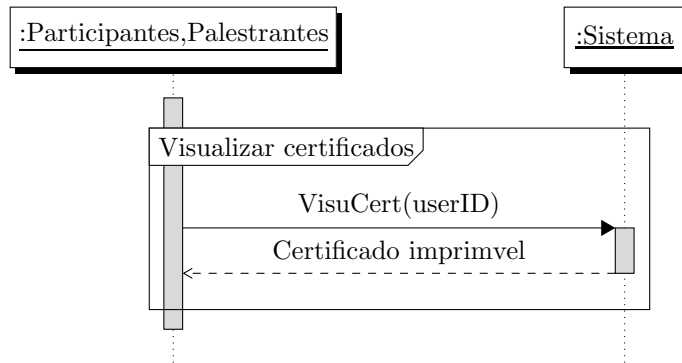 :Participantes,Palestrantes
:Sistema
Visualizar certificados
VisuCert(userID)
Certificado imprimvel